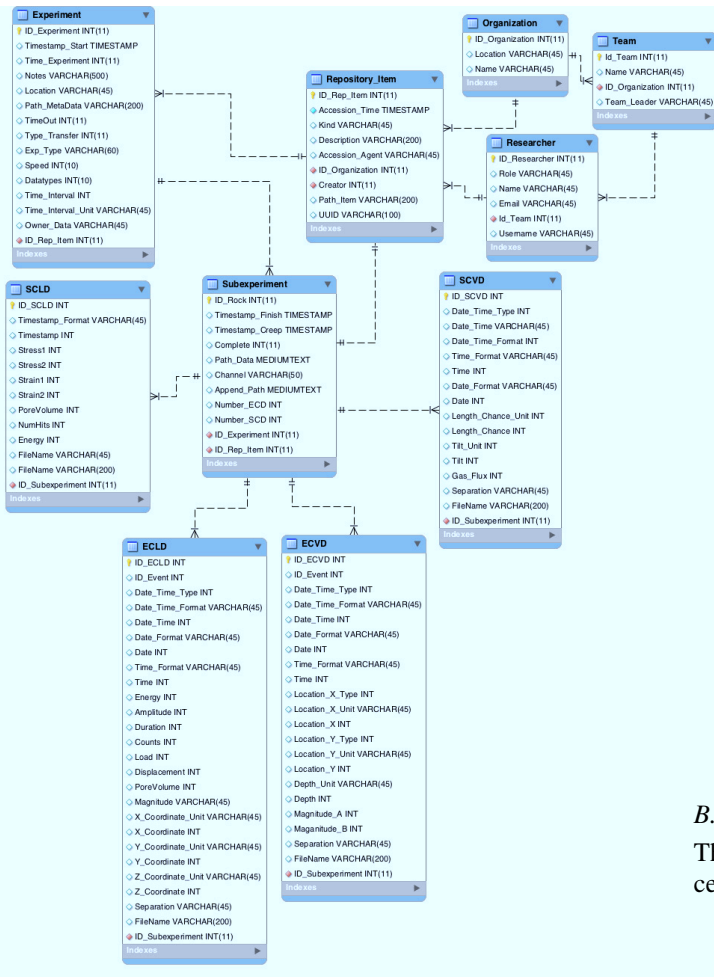 Experiment
ID_Experiment INT(11)
Timestamp_Start TIMESTAMP
Time_Experiment INT(11)
Notes VARCHAR(500)
Location VARCHAR(45)
Path_MetaData VARCHAR(200)
TimeOut INT(11)
Type_Transfer INT(11)
Exp_Type VARCHAR(60)
Speed INT(10)
Datatypes INT(10)
Time_Interval INT
Time_Interval_Unit VARCHAR(45)
Owner_Data VARCHAR(45)
ID_Rep_Item INT(11)
Indexes
Repository_Item
ID_Rep_Item INT(11)
Accession_Time TIMESTAMP
Kind VARCHAR(45)
Description VARCHAR(200)
Accession_Agent VARCHAR(45)
ID_Organization INT(11)
Creator INT(11)
Path_Item VARCHAR(200)
UUID VARCHAR(100)
Indexes
Organization
ID_Organization INT(11)
Location VARCHAR(45)
Name VARCHAR(45)
Indexes
Team
Id_Team INT(11)
Name VARCHAR(45)
ID_Organization INT(11)
Team_Leader VARCHAR(45)
Indexes
Researcher
ID_Researcher INT(11)
Role VARCHAR(45)
Name VARCHAR(45)
Email VARCHAR(45)
Id_Team INT(11)
Username VARCHAR(45)
Indexes
SCLD
ID_SCLD INT
Timestamp_Format VARCHAR(45)
Timestamp INT
Stress1 INT
Stress2 INT
Strain1 INT
Strain2 INT
PoreVolume INT
NumHits INT
Energy INT
FileName VARCHAR(45)
FileName VARCHAR(200)
ID_Subexperiment INT(11)
Indexes
Subexperiment
ID_Rock INT(11)
Timestamp_Finish TIMESTAMP
Timestamp_Creep TIMESTAMP
Complete INT(11)
Path_Data MEDIUMTEXT
Channel VARCHAR(50)
Append_Path MEDIUMTEXT
Number_ECD INT
Number_SCD INT
ID_Experiment INT(11)
ID_Rep_Item INT(11)
Indexes
SCVD
ID_SCVD INT
Date_Time_Type INT
Date_Time VARCHAR(45)
Date_Time_Format INT
Time_Format VARCHAR(45)
Time INT
Date_Format VARCHAR(45)
Date INT
Length_Chance_Unit INT
Length_Chance INT
Tilt_Unit INT
Tilt INT
Gas_Flux INT
Separation VARCHAR(45)
FileName VARCHAR(200)
ID_Subexperiment INT(11)
Indexes
ECLD
ID_ECLD INT
ID_Event INT
Date_Time_Type INT
Date_Time_Format VARCHAR(45)
Date_Time INT
Date_Format VARCHAR(45)
Date INT
Time_Format VARCHAR(45)
Time INT
Energy INT
Amplitude INT
Duration INT
Counts INT
Load INT
Displacement INT
PoreVolume INT
Magnitude VARCHAR(45)
X_Coordinate_Unit VARCHAR(45)
X_Coordinate INT
Y_Coordinate_Unit VARCHAR(45)
Y_Coordinate INT
Z_Coordinate_Unit VARCHAR(45)
Z_Coordinate INT
Separation VARCHAR(45)
FileName VARCHAR(200)
ID_Subexperiment INT(11)
Indexes
ECVD
ID_ECVD INT
ID_Event INT
Date_Time_Type INT
Date_Time_Format VARCHAR(45)
Date_Time INT
Date_Format VARCHAR(45)
Date INT
Time_Format VARCHAR(45)
Time INT
Location_X_Type INT
Location_X_Unit VARCHAR(45)
Location_X INT
Location_Y_Type INT
Location_Y_Unit VARCHAR(45)
Location_Y INT
Depth_Unit VARCHAR(45)
Depth INT
Magnitude_A INT
Maganitude_B INT
Separation VARCHAR(45)
FileName VARCHAR(200)
ID_Subexperiment INT(11)
Indexes
B.